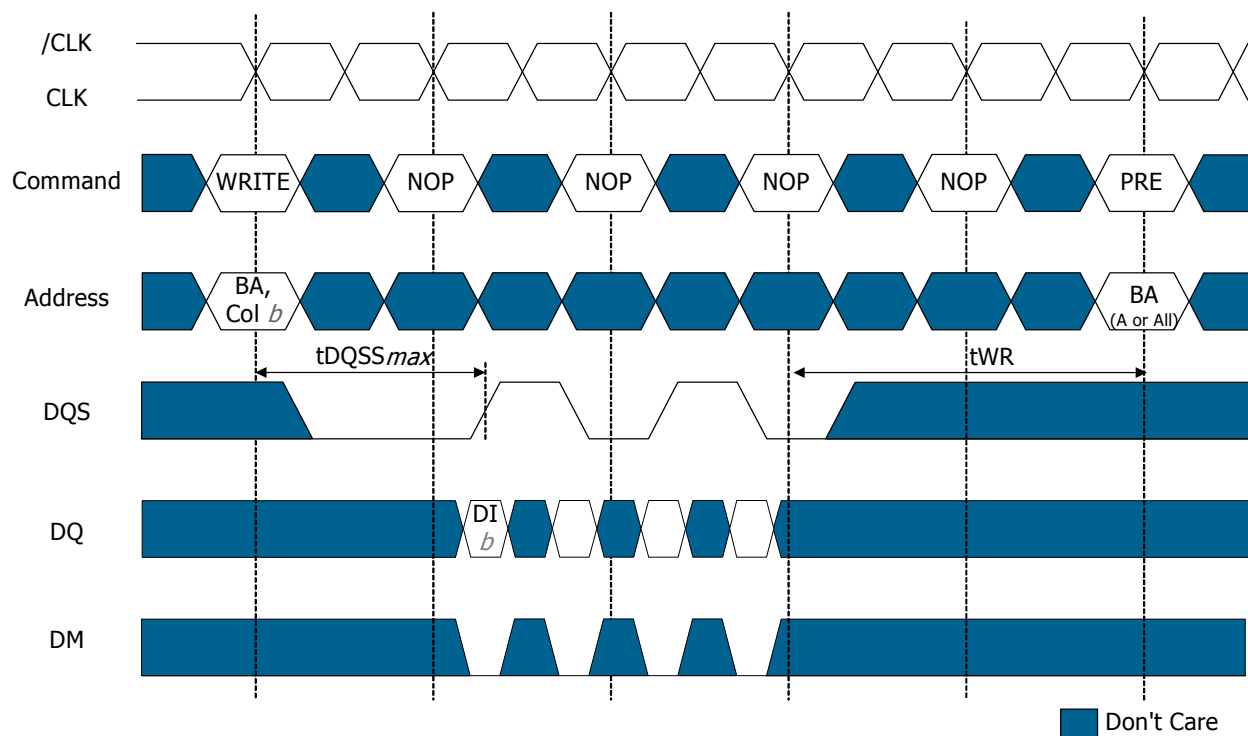 /CLK
CLK
Command
WRITE
NOP
NOP
NOP
NOP
PRE
Address
BA,
Col b
BA
(A or All)
tDQSSmax
tWR
DQS
DQ
DI
b
DM
Don't Care